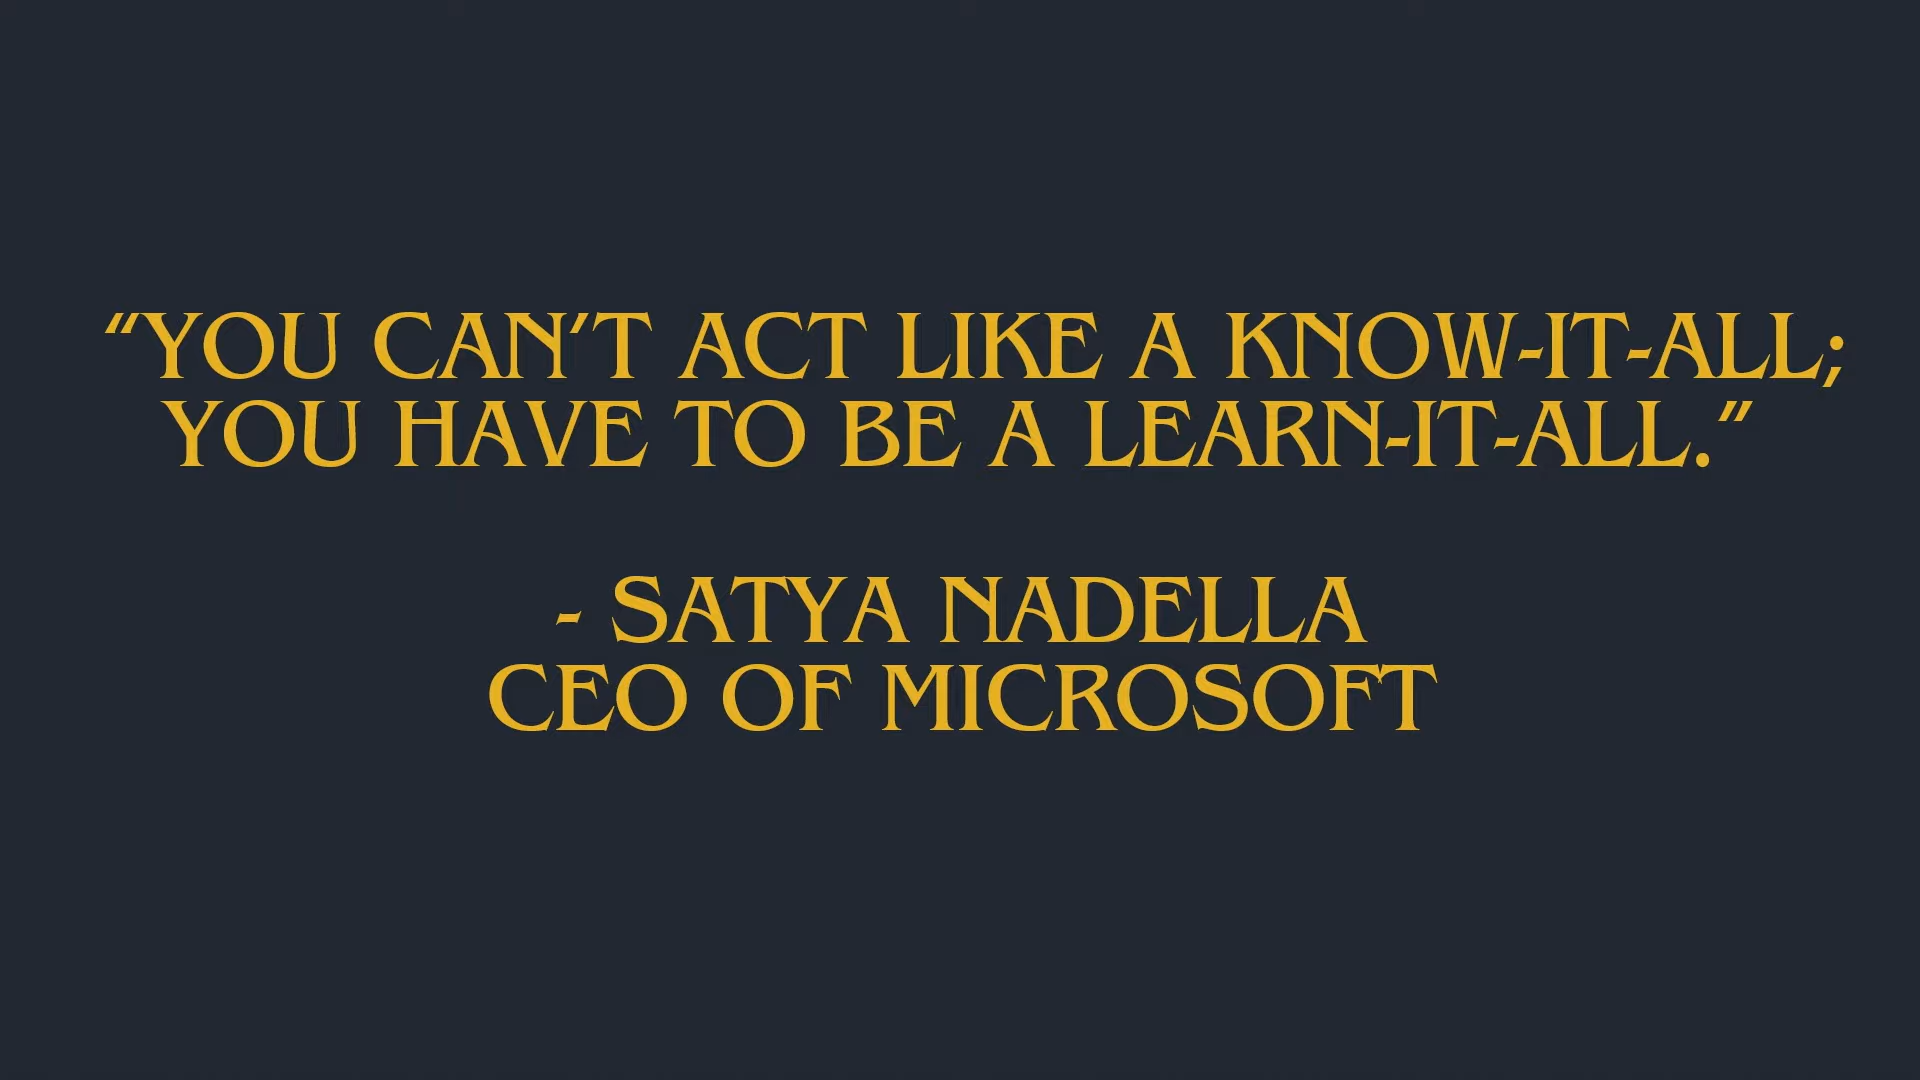 “YOU CAN’T ACT LIKE A KNOW-IT-ALL;
YOU HAVE TO BE A LEARN-IT-ALL.”
- SATYA NADELLA
CEO OF MICROSOFT